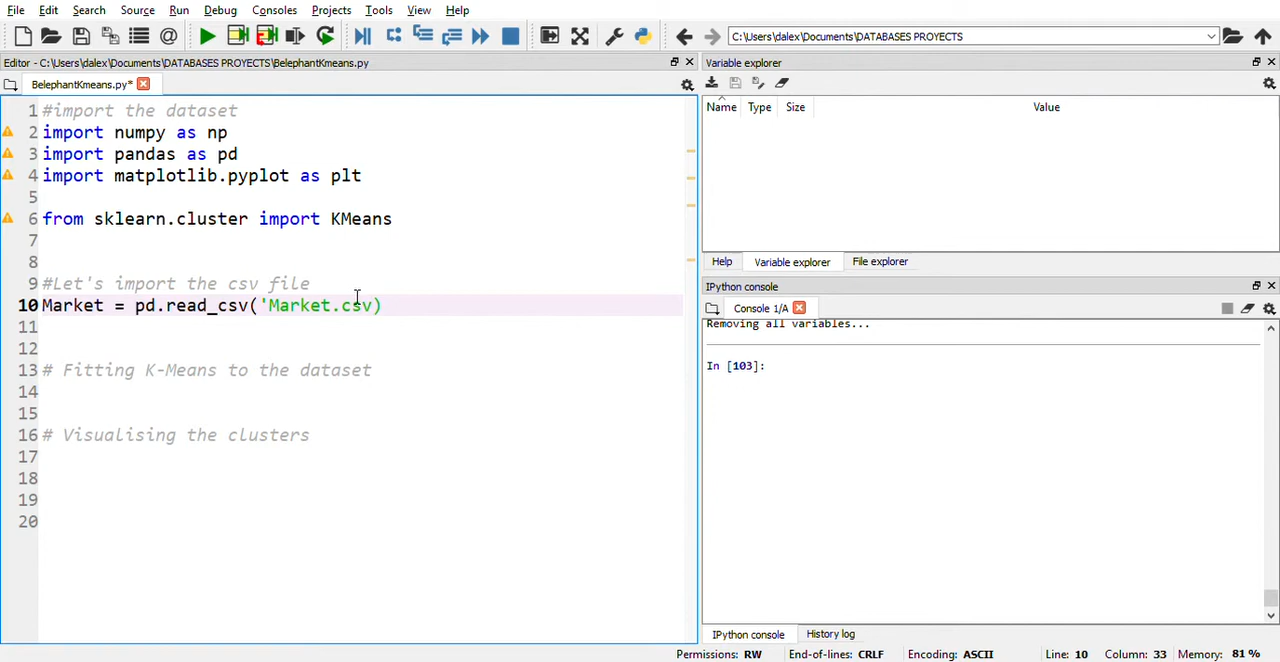 File Edit Search Source Run Debug Consoles Projects Tools View Help
C:\Users\dalex\Documents\DATABASES PROYECTS
Editor - C:\Users\dalex\Documents\DATABASES PROYECTS\BelephantKmeans.py
BelephantKmeans.py*
1 #import the dataset
2 import numpy as np
3 import pandas as pd
4 import matplotlib.pyplot as plt
5
6 from sklearn.cluster import KMeans
7
8
9 #Let's import the csv file
10 Market = pd.read_csv('Market.csv)
11
12
13 # Fitting K-Means to the dataset
14
15
16 # Visualising the clusters
17
18
19
20
Variable explorer
Name Type Size Value
Help Variable explorer File explorer
IPython console
Console 1/A
Removing all variables...
In [103]:
IPython console History log
Permissions: RW End-of-lines: CRLF Encoding: ASCII Line: 10 Column: 33 Memory: 81 %